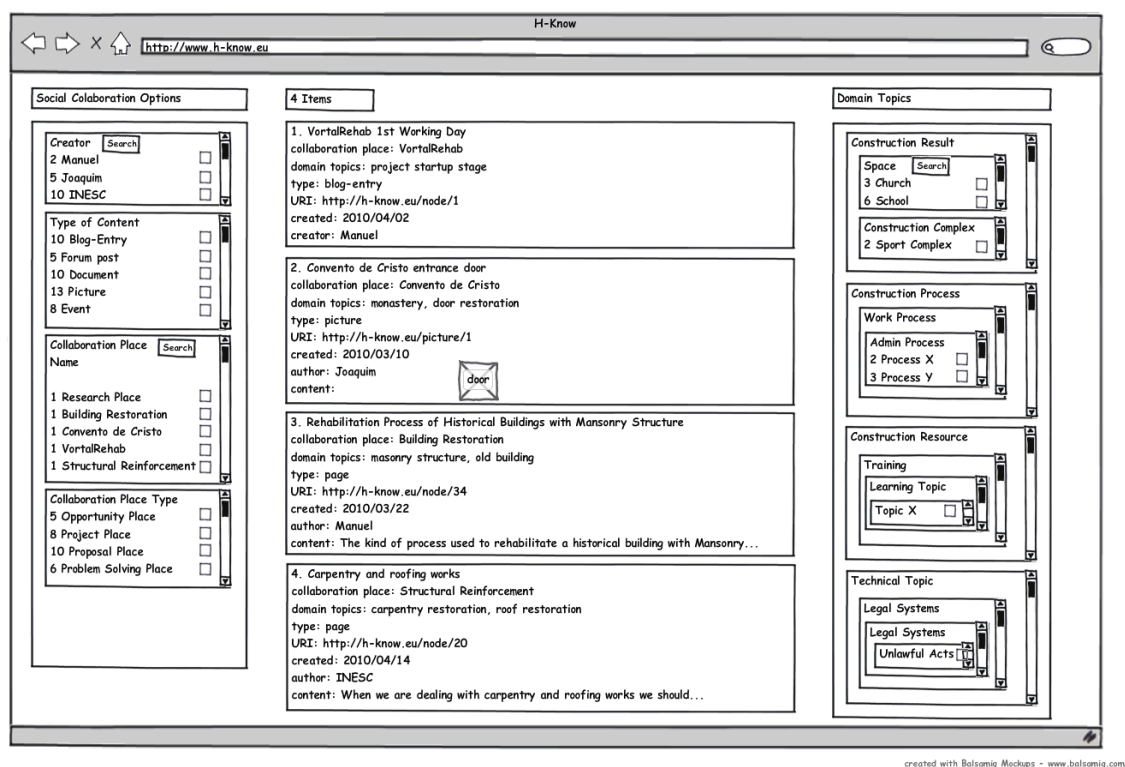 H-Know
http://www.h-know.eu
Social Colaboration Options
Creator Search
2 Manuel
5 Joaquim
10 INESC
Type of Content
10 Blog-Entry
5 Forum post
10 Document
13 Picture
8 Event
Collaboration Place Search
Name
1 Research Place
1 Building Restoration
1 Convento de Cristo
1 VortalRehab
1 Structural Reinforcement
Collaboration Place Type
5 Opportunity Place
8 Project Place
10 Proposal Place
6 Problem Solving Place
4 Items
1. VortalRehab 1st Working Day
collaboration place: VortalRehab
domain topics: project startup stage
type: blog-entry
URI: http://h-know.eu/node/1
created: 2010/04/02
creator: Manuel
2. Convento de Cristo entrance door
collaboration place: Convento de Cristo
domain topics: monastery, door restoration
type: picture
URI: http://h-know.eu/picture/1
created: 2010/03/10
author: Joaquim
content:
door
3. Rehabilitation Process of Historical Buildings with Mansonry Structure
collaboration place: Building Restoration
domain topics: masonry structure, old building
type: page
URI: http://h-know.eu/node/34
created: 2010/03/22
author: Manuel
content: The kind of process used to rehabilitate a historical building with Mansonry...
4. Carpentry and roofing works
collaboration place: Structural Reinforcement
domain topics: carpentry restoration, roof restoration
type: page
URI: http://h-know.eu/node/20
created: 2010/04/14
author: INESC
content: When we are dealing with carpentry and roofing works we should...
Domain Topics
Construction Result
Space Search
3 Church
6 School
Construction Complex
2 Sport Complex
Construction Process
Work Process
Admin Process
2 Process X
3 Process Y
Construction Resource
Training
Learning Topic
Topic X
Technical Topic
Legal Systems
Legal Systems
Unlawful Acts
created with Balsamiq Mockups - www.balsamiq.com